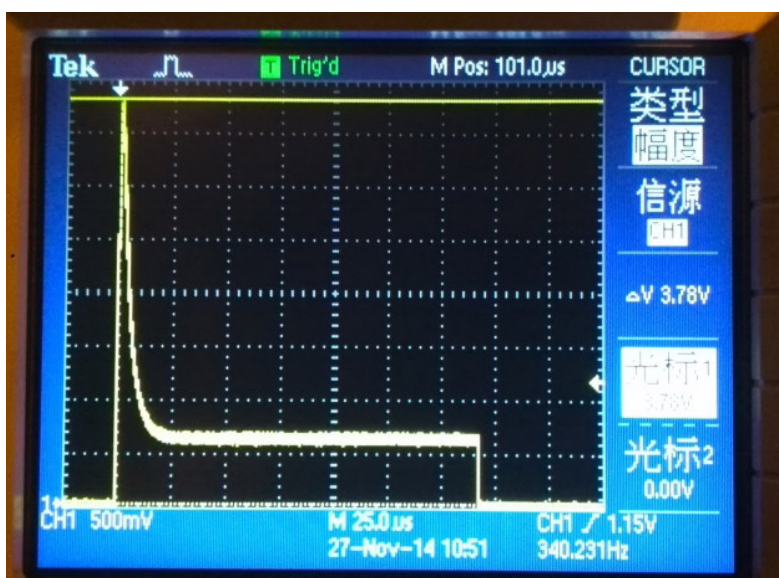 Tek T Trig'd M Pos: 101.0µs CURSOR
类型
幅度
信源
CH1
△V 3.78V
光标1
3.78V
光标2
0.00V
1
CH1 500mV M 25.0µs CH1 1.15V
27-Nov-14 10:51 340.231Hz